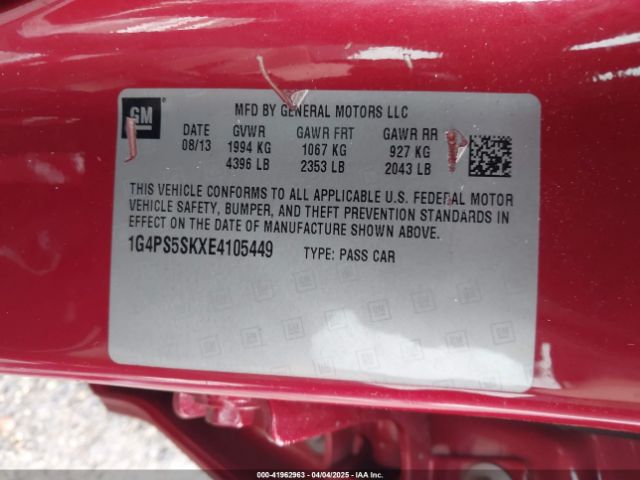 GM
MFD BY GENERAL MOTORS LLC
DATE GVWR GAWR FRT GAWR RR
08/13 1994 KG 1067 KG 927 KG
4396 LB 2353 LB 2043 LB
THIS VEHICLE CONFORMS TO ALL APPLICABLE U.S. FEDERAL MOTOR
VEHICLE SAFETY, BUMPER, AND THEFT PREVENTION STANDARDS IN
EFFECT ON THE DATE OF MANUFACTURE SHOWN ABOVE.
1G4PS5SKXE4105449 TYPE: PASS CAR
000-41962963 - 04/04/2025 - IAA Inc.